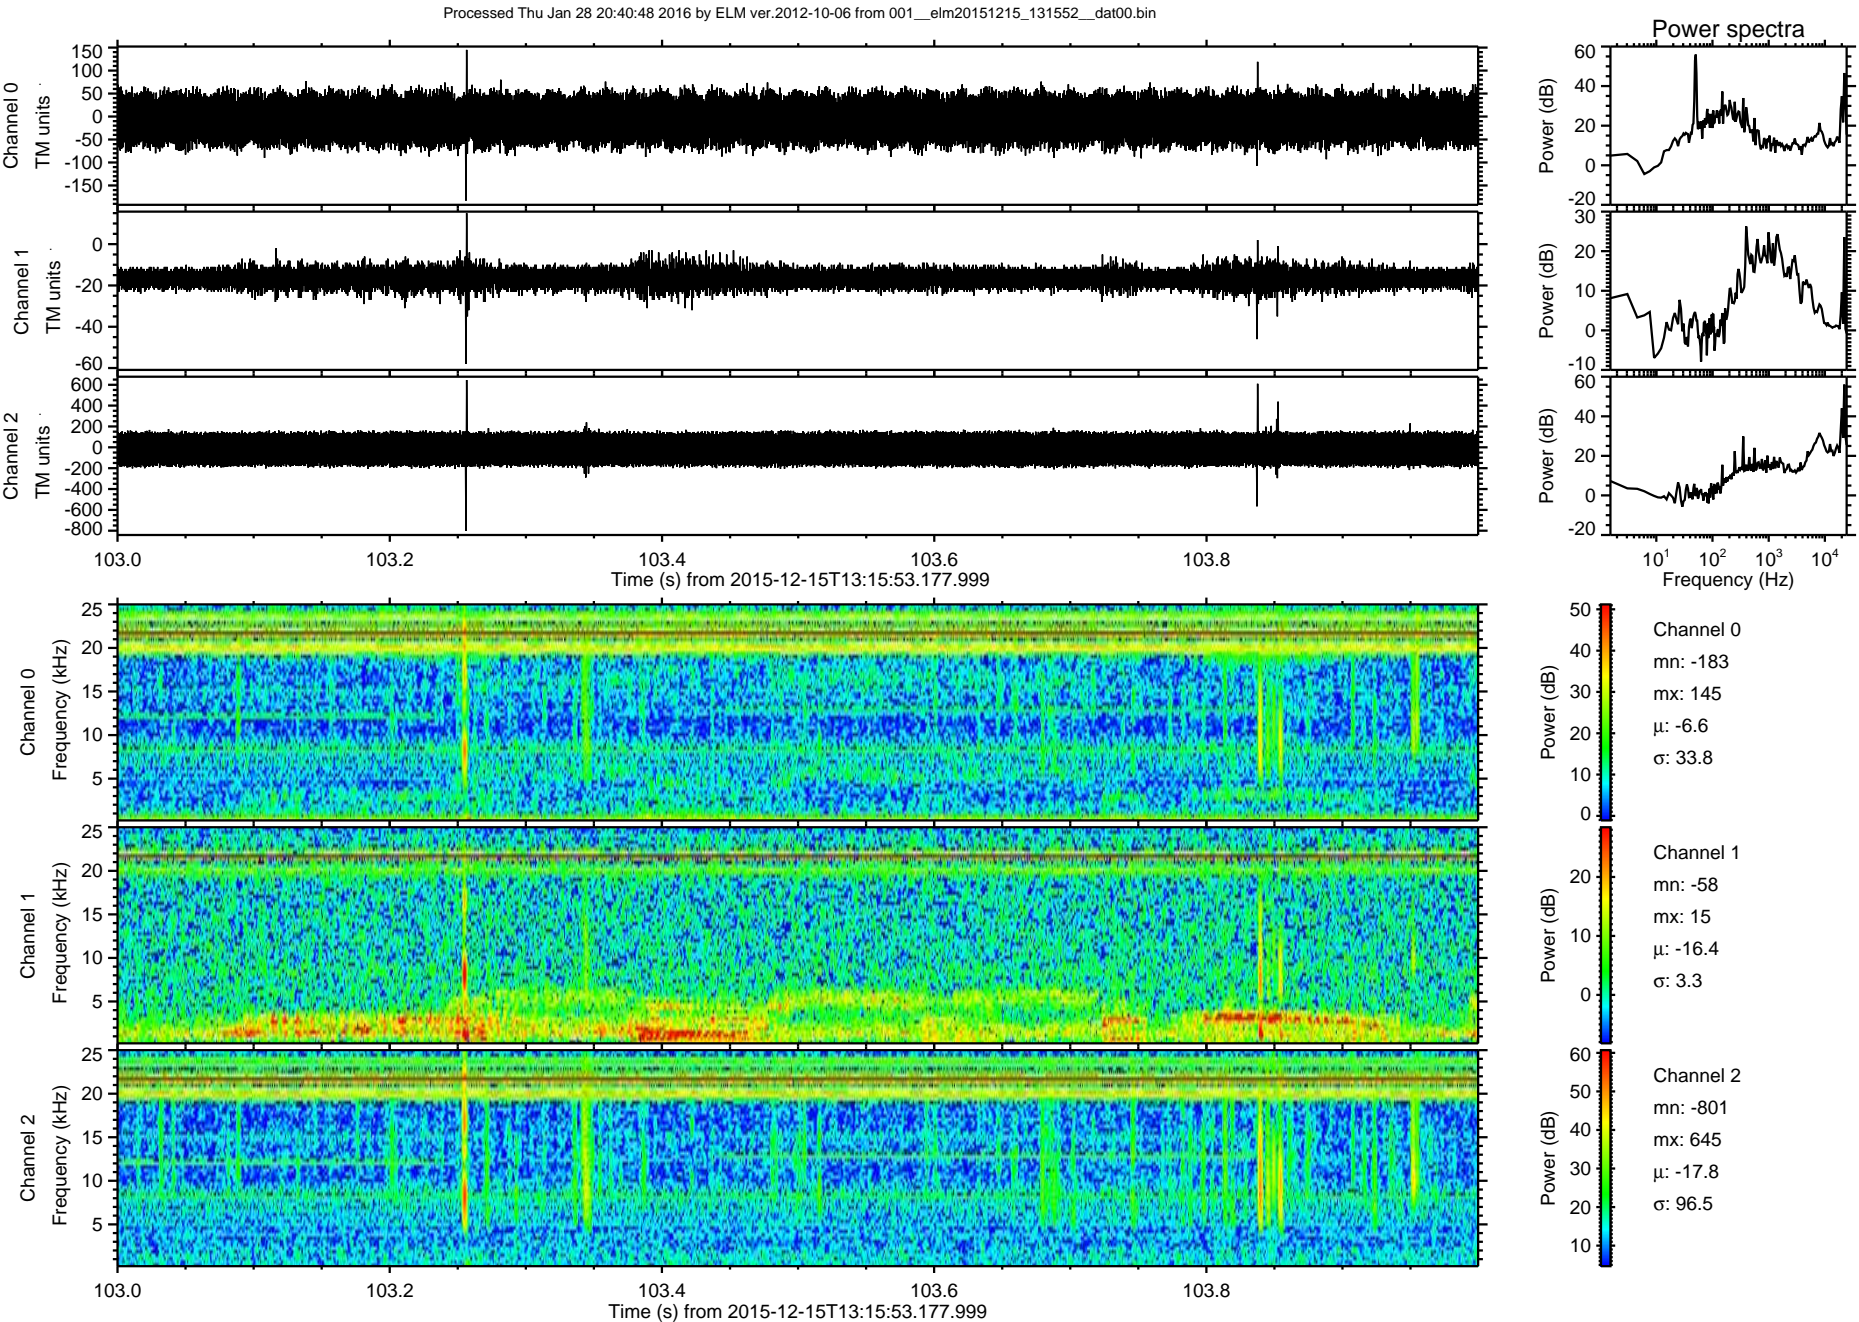 Processed Thu Jan 28 20:40:48 2016 by ELM ver.2012-10-06 from 001__elm20151215_131552__dat00.bin
Power spectra
Channel 0
TM units
150
100
50
0
-50
-100
-150
Power (dB)
60
40
20
0
-20
Channel 1
TM units
0
-20
-40
-60
Power (dB)
30
20
10
0
-10
Channel 2
TM units
600
400
200
0
-200
-400
-600
-800
Power (dB)
60
40
20
0
-20
103.0 103.2 103.4 103.6 103.8
Time (s) from 2015-12-15T13:15:53.177.999
10¹ 10² 10³ 10⁴
Frequency (Hz)
Channel 0
Frequency (kHz)
25
20
15
10
5
Power (dB)
50
40
30
20
10
0
Channel 0
mn: -183
mx: 145
µ: -6.6
σ: 33.8
Channel 1
Frequency (kHz)
25
20
15
10
5
Power (dB)
20
10
0
Channel 1
mn: -58
mx: 15
µ: -16.4
σ: 3.3
Channel 2
Frequency (kHz)
25
20
15
10
5
Power (dB)
60
50
40
30
20
10
Channel 2
mn: -801
mx: 645
µ: -17.8
σ: 96.5
103.0 103.2 103.4 103.6 103.8
Time (s) from 2015-12-15T13:15:53.177.999